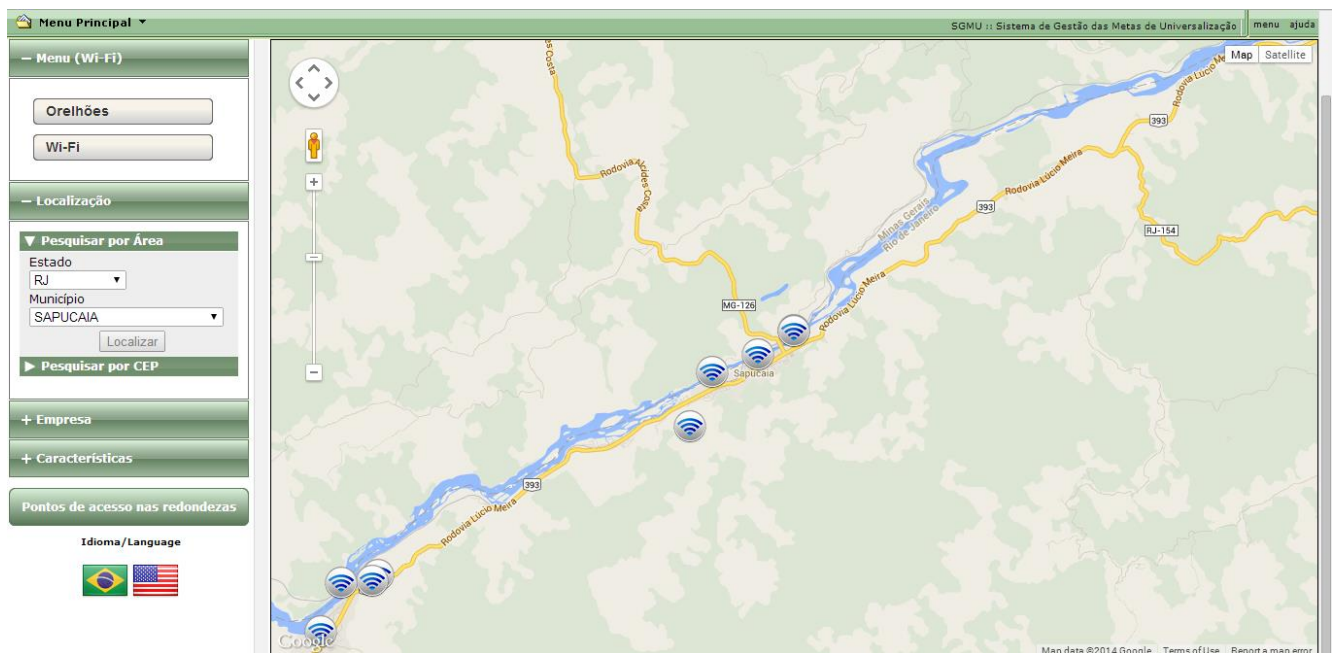 Menu Principal
SGMU :: Sistema de Gestão das Metas de Universalização
menu ajuda
– Menu (Wi-Fi)
Orelhões
Wi-Fi
– Localização
Pesquisar por Área
Estado
RJ
Município
SAPUCAIA
Localizar
Pesquisar por CEP
+ Empresa
+ Características
Pontos de acesso nas redondezas
Idioma/Language
Map Satellite
Costa
Rodovia Lúcio Me
393
Rodovia
ides Costa
Rodovia Lúcio Meira
393
Minas Gerais
Rio de Janeiro
RJ-154
MG-126
Rodovia Lúcio Meira
Sapucaia
393
Rodovia Lúcio Meira
Google
Map data ©2014 Google Terms of Use Report a map error